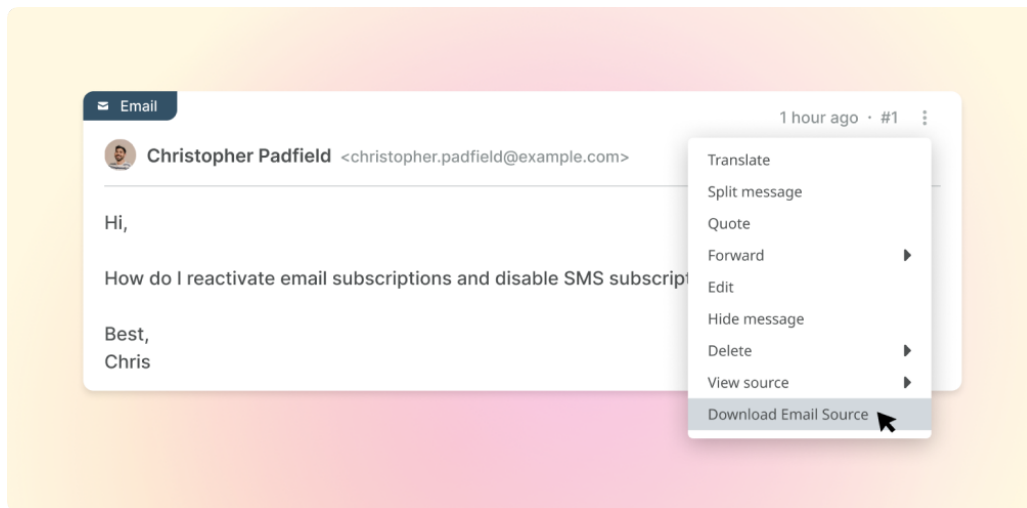 Email
1 hour ago · #1
Christopher Padfield <christopher.padfield@example.com>
Hi,
How do I reactivate email subscriptions and disable SMS
Best,
Chris
Translate
Split message
Quote
Forward
Edit
Hide message
Delete
View source
Download Email Source